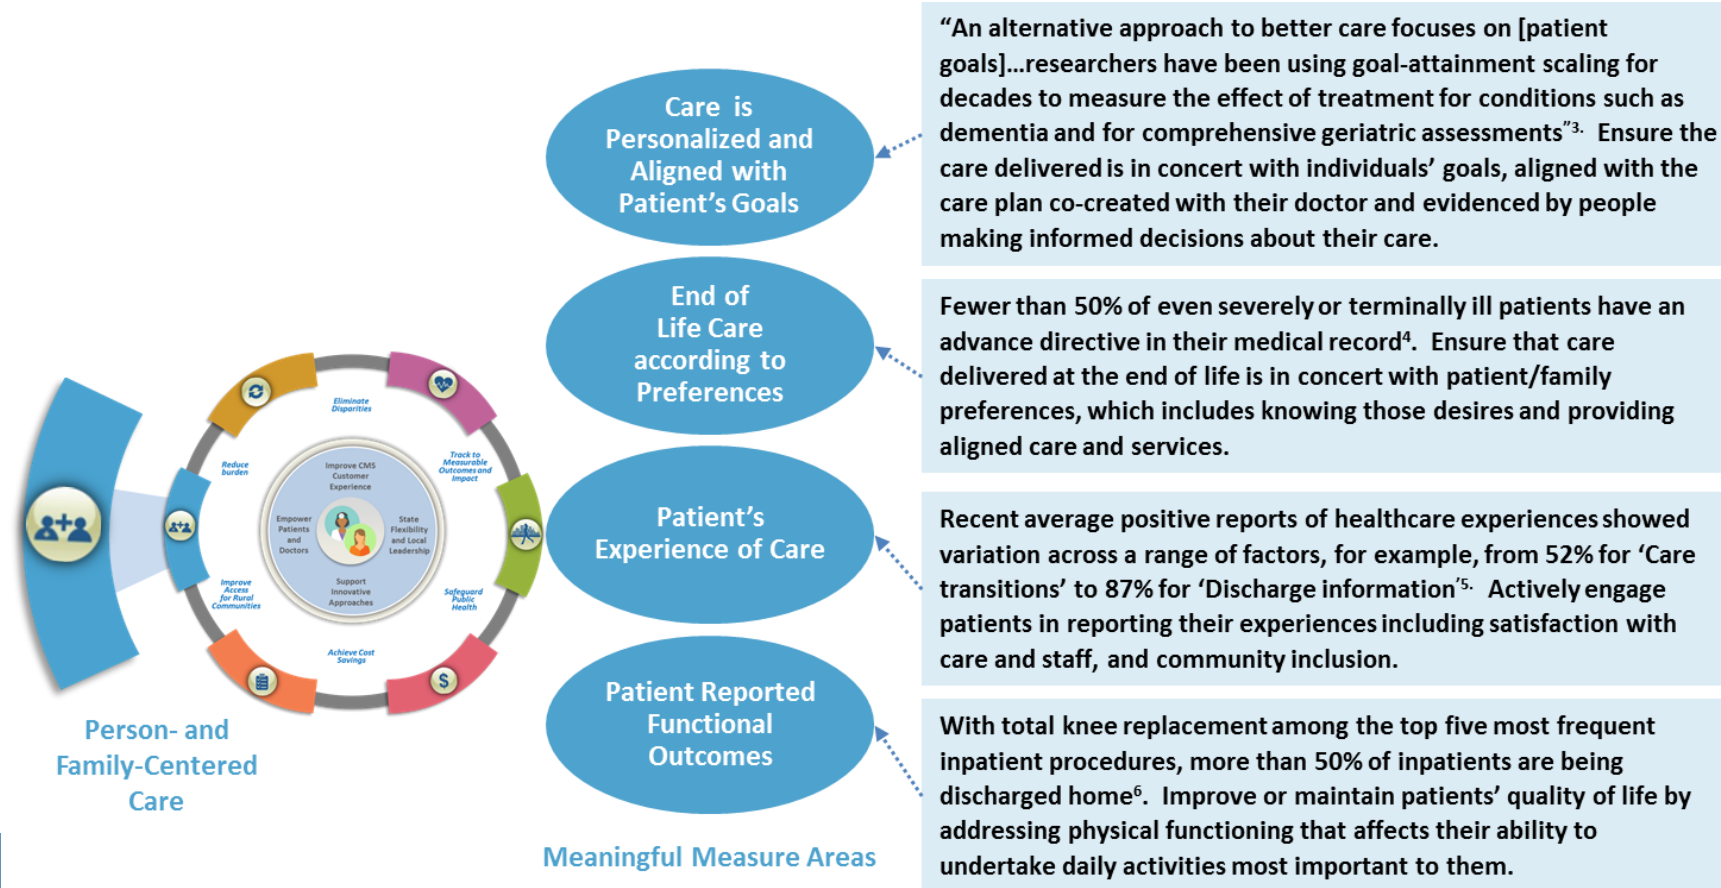 Care is
Personalized and
Aligned with
Patient's Goals
“An alternative approach to better care focuses on [patient
goals]…researchers have been using goal-attainment scaling for
decades to measure the effect of treatment for conditions such as
dementia and for comprehensive geriatric assessments”3. Ensure the
care delivered is in concert with individuals’ goals, aligned with the
care plan co-created with their doctor and evidenced by people
making informed decisions about their care.
End of
Life Care
according to
Preferences
Fewer than 50% of even severely or terminally ill patients have an
advance directive in their medical record4. Ensure that care
delivered at the end of life is in concert with patient/family
preferences, which includes knowing those desires and providing
aligned care and services.
Patient’s
Experience of Care
Recent average positive reports of healthcare experiences showed
variation across a range of factors, for example, from 52% for ‘Care
transitions’ to 87% for ‘Discharge information’5. Actively engage
patients in reporting their experiences including satisfaction with
care and staff, and community inclusion.
Patient Reported
Functional
Outcomes
With total knee replacement among the top five most frequent
inpatient procedures, more than 50% of inpatients are being
discharged home6. Improve or maintain patients’ quality of life by
addressing physical functioning that affects their ability to
undertake daily activities most important to them.
Meaningful Measure Areas
Eliminate
Disparities
Track to
Measurable
Outcomes and
Impact
Safeguard
Public
Health
Achieve Cost
Savings
Improve
Access
for Rural
Communities
Reduce
burden
Improve CMS
Customer
Experience
State
Flexibility
and Local
Leadership
Support
Innovative
Approaches
Empower
Patients
and
Doctors
$
Person- and
Family-Centered
Care